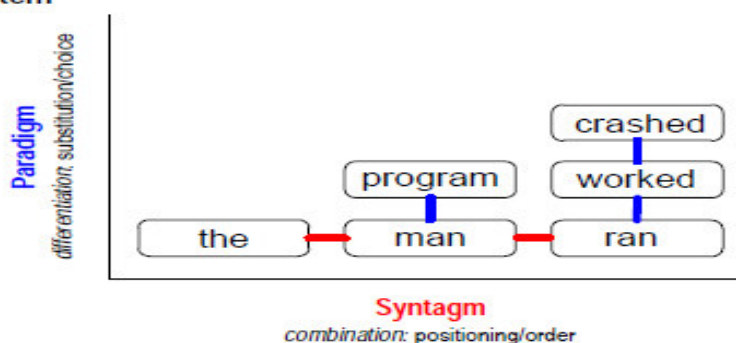 Paradigm
differentiation: substitution/choice
crashed
program
worked
the
man
ran
Syntagm
combination: positioning/order